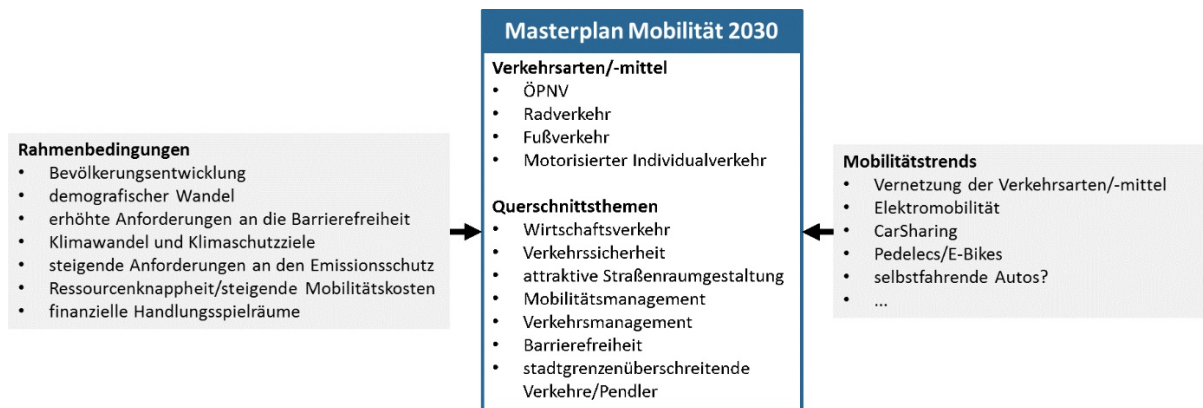 Masterplan Mobilität 2030
Verkehrsarten/-mittel
• ÖPNV
• Radverkehr
• Fußverkehr
• Motorisierter Individualverkehr
Querschnittsthemen
• Wirtschaftsverkehr
• Verkehrssicherheit
• attraktive Straßenraumgestaltung
• Mobilitätsmanagement
• Verkehrsmanagement
• Barrierefreiheit
• stadtgrenzenüberschreitende
Verkehre/Pendler
Rahmenbedingungen
• Bevölkerungsentwicklung
• demografischer Wandel
• erhöhte Anforderungen an die Barrierefreiheit
• Klimawandel und Klimaschutzziele
• steigende Anforderungen an den Emissionsschutz
• Ressourcenknappheit/steigende Mobilitätskosten
• finanzielle Handlungsspielräume
Mobilitätstrends
• Vernetzung der Verkehrsarten/-mittel
• Elektromobilität
• CarSharing
• Pedelecs/E-Bikes
• selbstfahrende Autos?
• ...